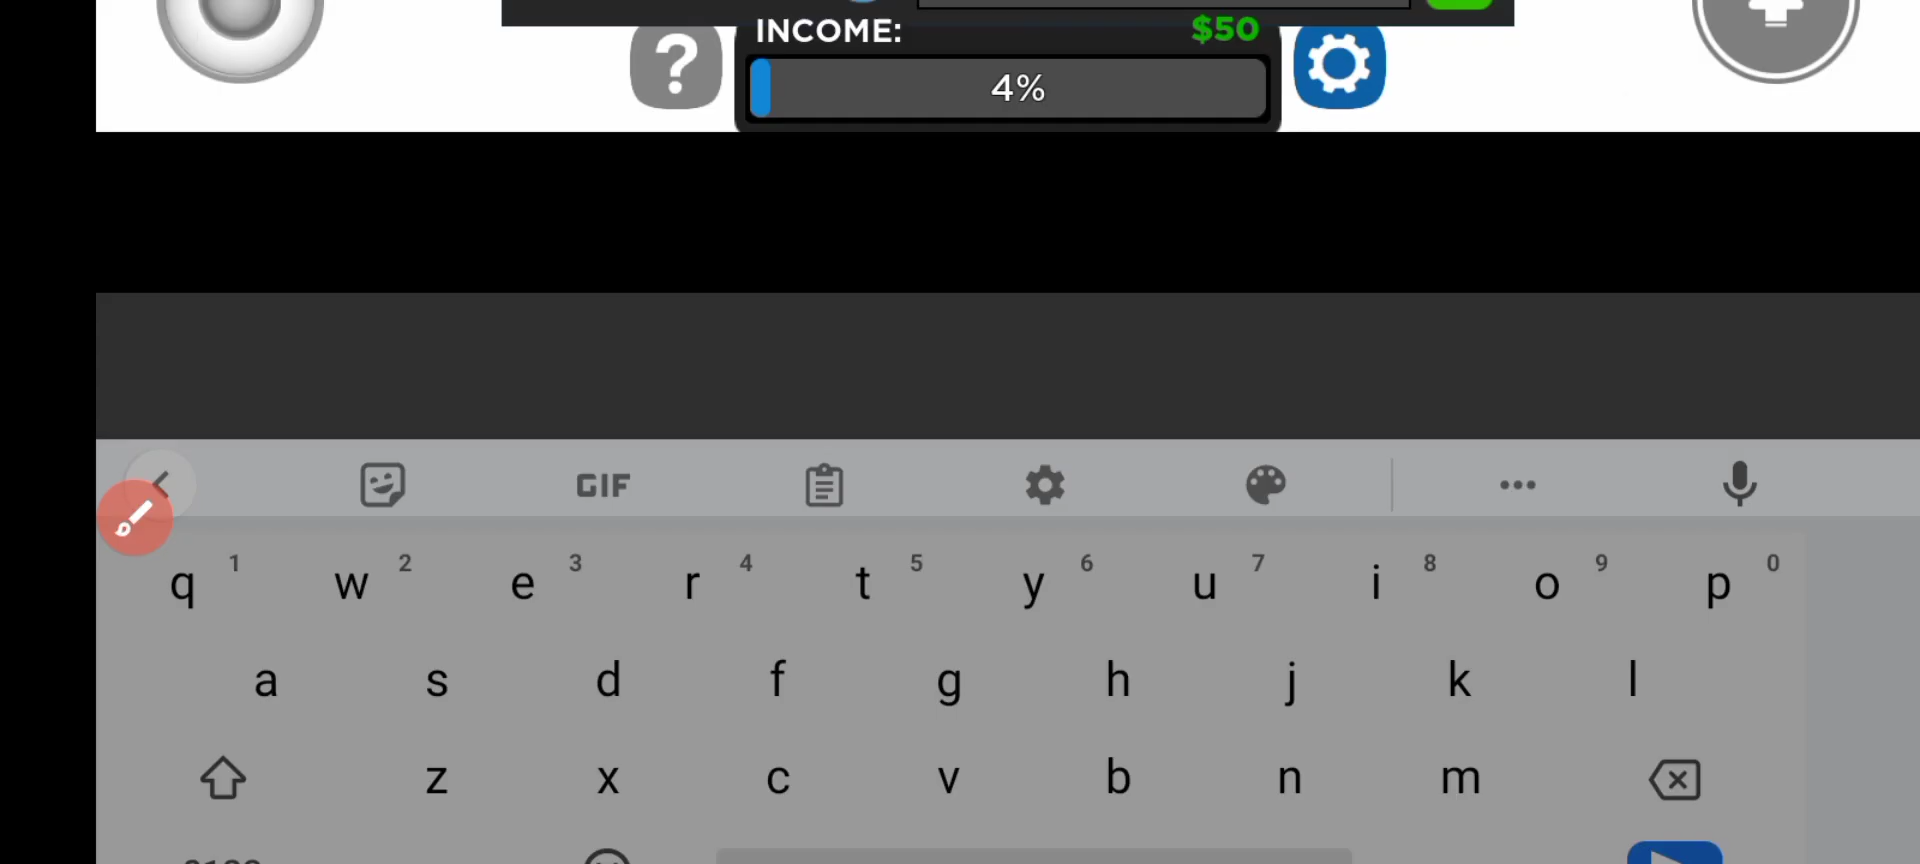 INCOME: $50
?
4%
GIF
q 1 w 2 e 3 r 4 t 5 y 6 u 7 i 8 o 9 p 0
a s d f g h j k l
z x c v b n m